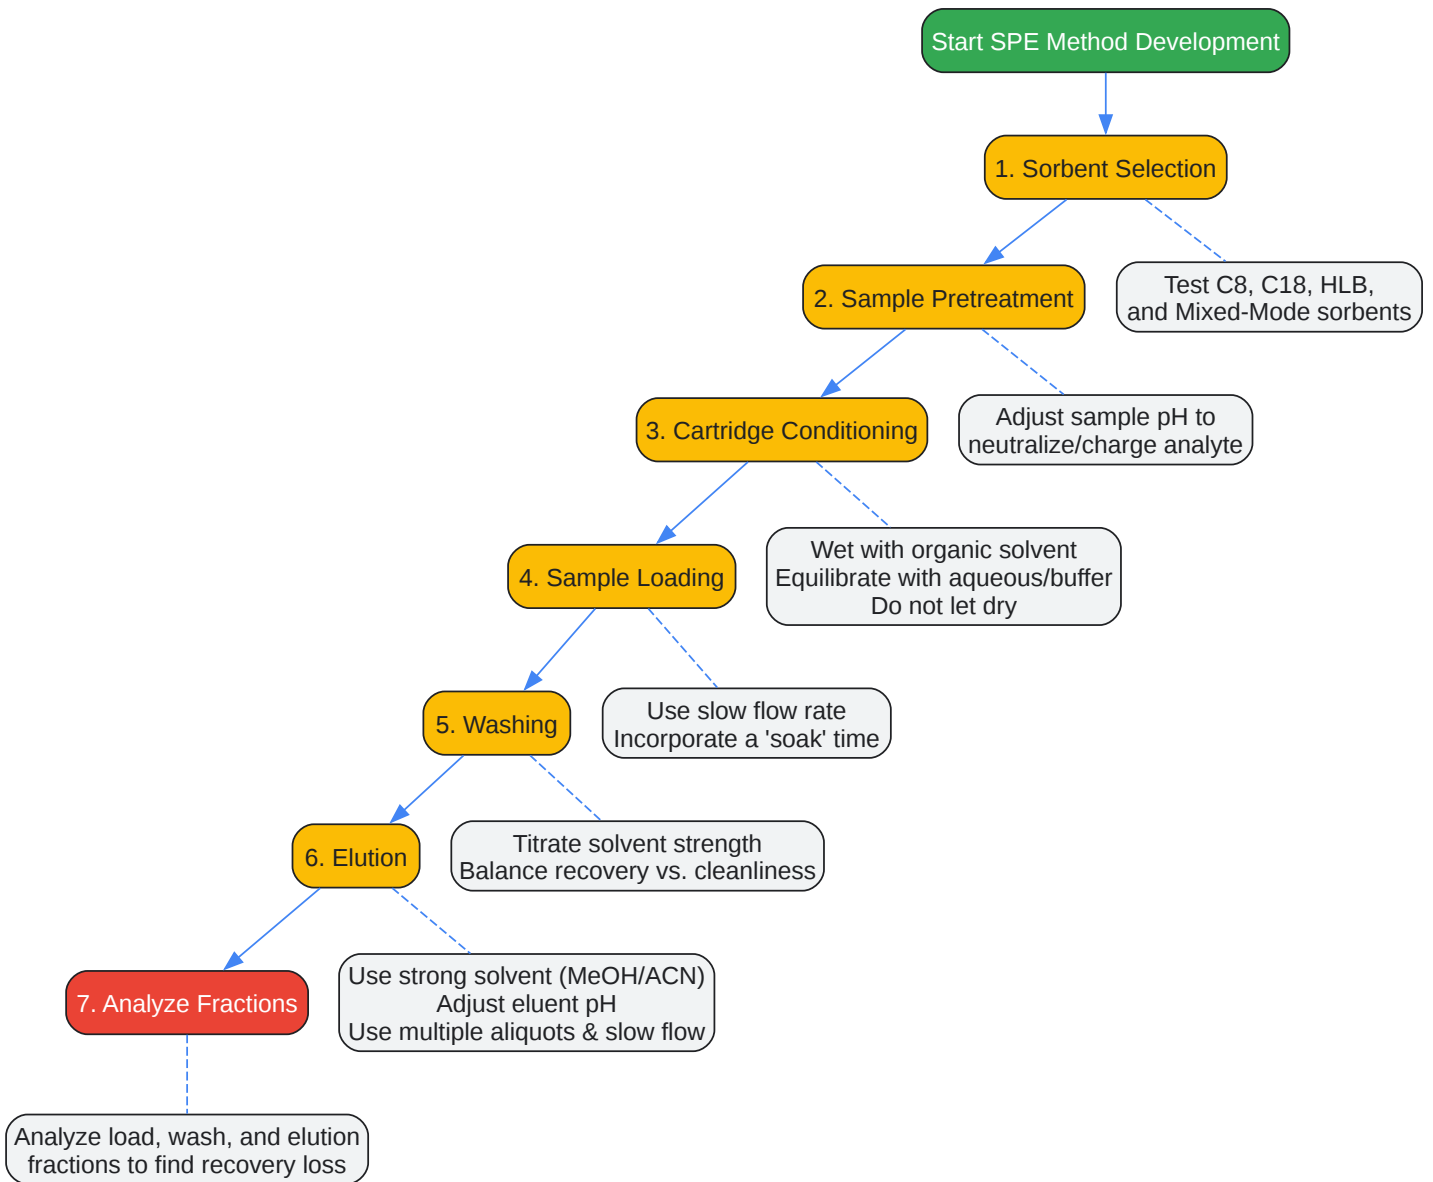 Start SPE Method Development
1. Sorbent Selection
Test C8, C18, HLB,
and Mixed-Mode sorbents
2. Sample Pretreatment
Adjust sample pH to
neutralize/charge analyte
3. Cartridge Conditioning
Wet with organic solvent
Equilibrate with aqueous/buffer
Do not let dry
4. Sample Loading
Use slow flow rate
Incorporate a 'soak' time
5. Washing
Titrate solvent strength
Balance recovery vs. cleanliness
6. Elution
Use strong solvent (MeOH/ACN)
Adjust eluent pH
Use multiple aliquots & slow flow
7. Analyze Fractions
Analyze load, wash, and elution
fractions to find recovery loss